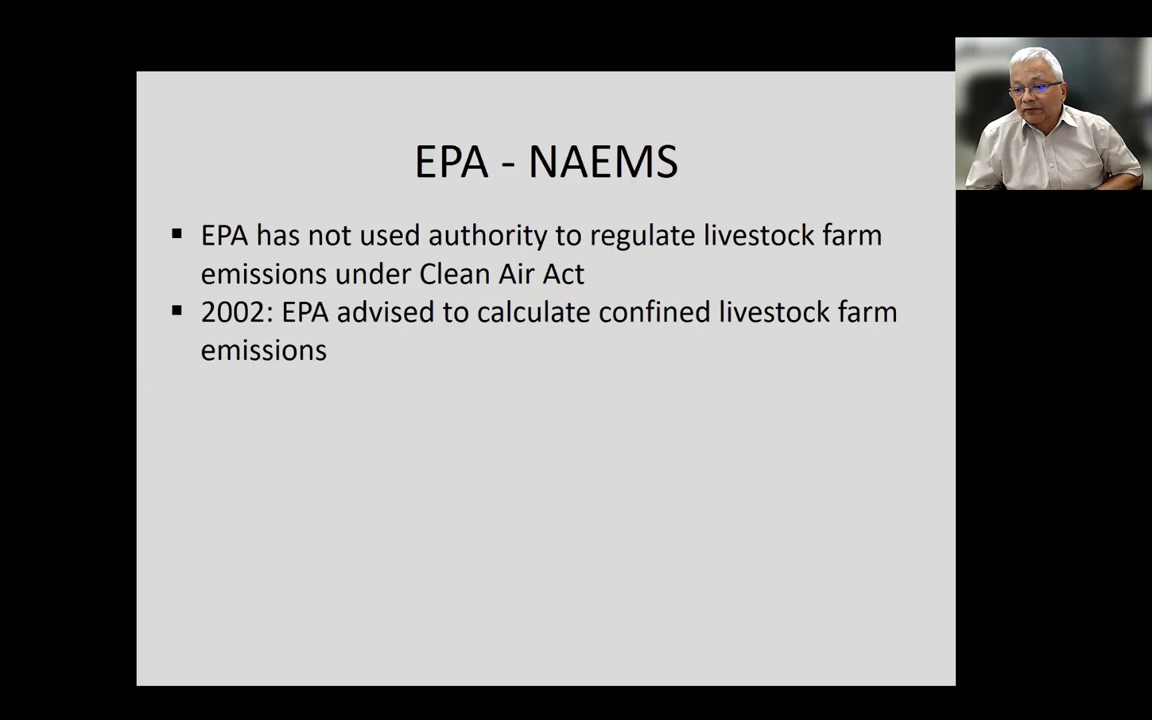 EPA - NAEMS
▪ EPA has not used authority to regulate livestock farm
emissions under Clean Air Act
▪ 2002: EPA advised to calculate confined livestock farm
emissions